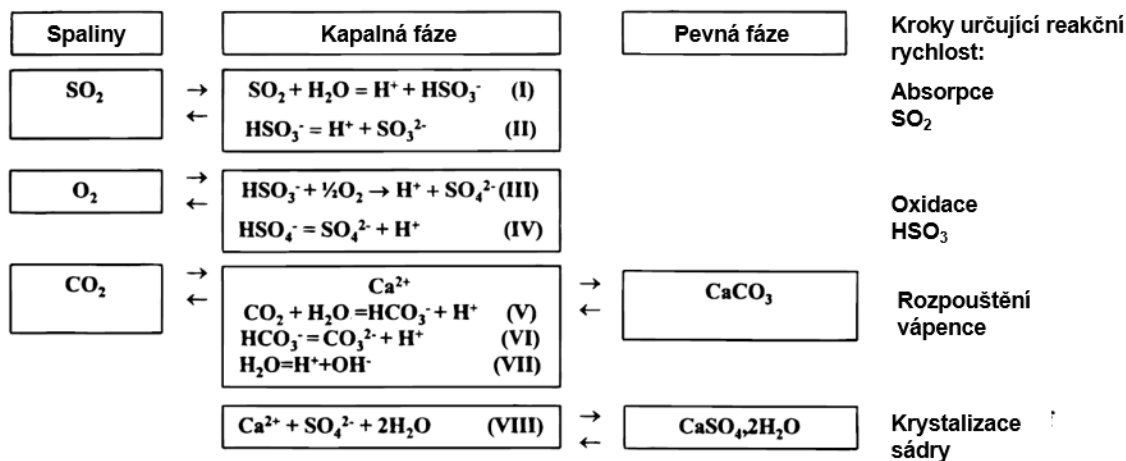 Spaliny
Kapalná fáze
Pevná fáze
Kroky určující reakční
rychlost:
SO₂
→
←
SO₂ + H₂O = H⁺ + HSO₃⁻ (I)
HSO₃⁻ = H⁺ + SO₃²⁻ (II)
Absorpce
SO₂
O₂
→
←
HSO₃⁻ + ½O₂ → H⁺ + SO₄²⁻ (III)
HSO₄⁻ = SO₄²⁻ + H⁺ (IV)
Oxidace
HSO₃
CO₂
→
←
Ca²⁺
CO₂ + H₂O =HCO₃⁻ + H⁺ (V)
HCO₃⁻ = CO₃²⁻ + H⁺ (VI)
H₂O=H⁺+OH⁻ (VII)
→
←
CaCO₃
Rozpouštění
vápence
Ca²⁺ + SO₄²⁻ + 2H₂O (VIII)
→
←
CaSO₄,2H₂O
Krystalizace
sádry